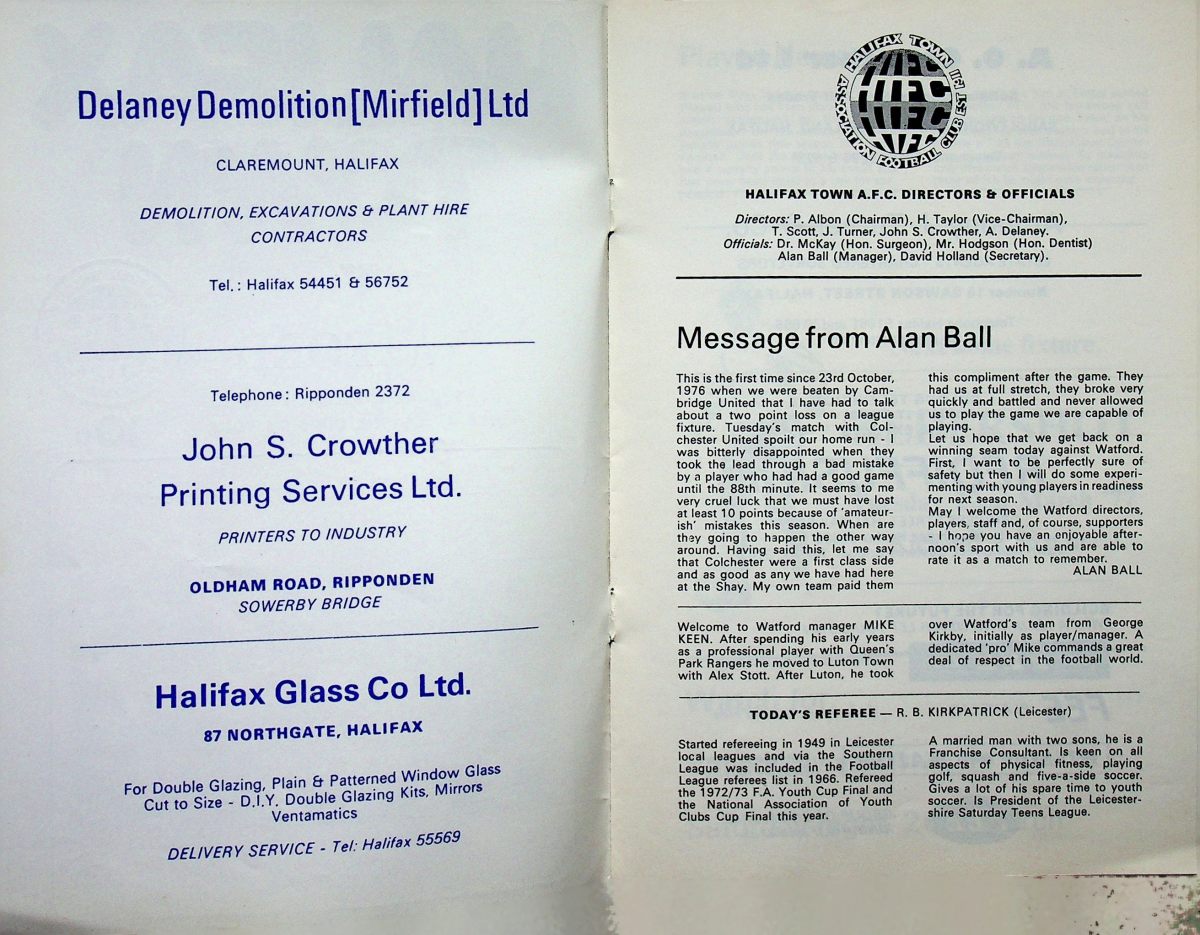 Delaney Demolition [Mirfield] Ltd
CLAREMOUNT, HALIFAX
DEMOLITION, EXCAVATIONS & PLANT HIRE
CONTRACTORS
Tel.: Halifax 54451 & 56752
Telephone: Ripponden 2372
John S. Crowther
Printing Services Ltd.
PRINTERS TO INDUSTRY
OLDHAM ROAD, RIPPONDEN
SOWERBY BRIDGE
Halifax Glass Co Ltd.
87 NORTHGATE, HALIFAX
For Double Glazing, Plain & Patterned Window Glass
Cut to Size - D.I.Y. Double Glazing Kits, Mirrors
Ventamatics
DELIVERY SERVICE - Tel: Halifax 55569
HALIFAX TOWN
ASSOCIATION FOOTBALL CLUB EST
HTFC
HTFC
HTFC
HALIFAX TOWN A.F.C. DIRECTORS & OFFICIALS
Directors: P. Albon (Chairman), H. Taylor (Vice-Chairman),
T. Scott, J. Turner, John S. Crowther, A. Delaney.
Officials: Dr. McKay (Hon. Surgeon), Mr. Hodgson (Hon. Dentist)
Alan Ball (Manager), David Holland (Secretary).
Message from Alan Ball
This is the first time since 23rd October,
1976 when we were beaten by Cam-
bridge United that I have had to talk
about a two point loss on a league
fixture. Tuesday's match with Col-
chester United spoilt our home run - I
was bitterly disappointed when they
took the lead through a bad mistake
by a player who had had a good game
until the 88th minute. It seems to me
very cruel luck that we must have lost
at least 10 points because of 'amateur-
ish' mistakes this season. When are
they going to happen the other way
around. Having said this, let me say
that Colchester were a first class side
and as good as any we have had here
at the Shay. My own team paid them
this compliment after the game. They
had us at full stretch, they broke very
quickly and battled and never allowed
us to play the game we are capable of
playing.
Let us hope that we get back on a
winning seam today against Watford.
First, I want to be perfectly sure of
safety but then I will do some experi-
menting with young players in readiness
for next season.
May I welcome the Watford directors,
players, staff and, of course, supporters
- I hope you have an enjoyable after-
noon's sport with us and are able to
rate it as a match to remember.
ALAN BALL
Welcome to Watford manager MIKE
KEEN. After spending his early years
as a professional player with Queen's
Park Rangers he moved to Luton Town
with Alex Stott. After Luton, he took
over Watford's team from George
Kirkby, initially as player/manager. A
dedicated 'pro' Mike commands a great
deal of respect in the football world.
TODAY'S REFEREE — R. B. KIRKPATRICK (Leicester)
Started refereeing in 1949 in Leicester
local leagues and via the Southern
League was included in the Football
League referees list in 1966. Refereed
the 1972/73 F.A. Youth Cup Final and
the National Association of Youth
Clubs Cup Final this year.
A married man with two sons, he is a
Franchise Consultant. Is keen on all
aspects of physical fitness, playing
golf, squash and five-a-side soccer.
Gives a lot of his spare time to youth
soccer. Is President of the Leicester-
shire Saturday Teens League.